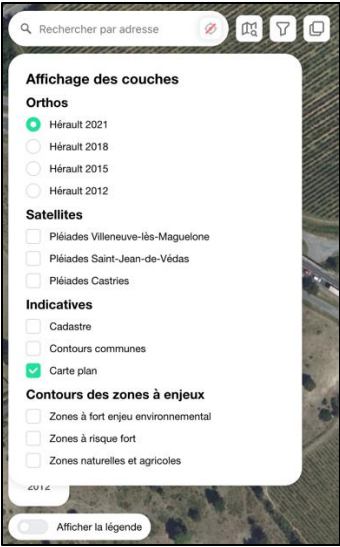 Rechercher par adresse
Affichage des couches
Orthos
Hérault 2021
Hérault 2018
Hérault 2015
Hérault 2012
Satellites
Pléiades Villeneuve-lès-Maguelone
Pléiades Saint-Jean-de-Védas
Pléiades Castries
Indicatives
Cadastre
Contours communes
Carte plan
Contours des zones à enjeux
Zones à fort enjeu environnemental
Zones à risque fort
Zones naturelles et agricoles
2012
Afficher la légende